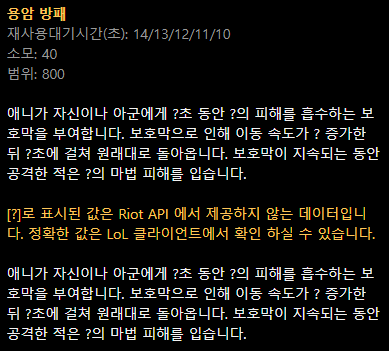 용암 방패
재사용대기시간(초): 14/13/12/11/10
소모: 40
범위: 800
애니가 자신이나 아군에게 ?초 동안 ?의 피해를 흡수하는 보
호막을 부여합니다. 보호막으로 인해 이동 속도가 ? 증가한
뒤 ?초에 걸쳐 원래대로 돌아옵니다. 보호막이 지속되는 동안
공격한 적은 ?의 마법 피해를 입습니다.
[?]로 표시된 값은 Riot API 에서 제공하지 않는 데이터입니
다. 정확한 값은 LoL 클라이언트에서 확인 하실 수 있습니다.
애니가 자신이나 아군에게 ?초 동안 ?의 피해를 흡수하는 보
호막을 부여합니다. 보호막으로 인해 이동 속도가 ? 증가한
뒤 ?초에 걸쳐 원래대로 돌아옵니다. 보호막이 지속되는 동안
공격한 적은 ?의 마법 피해를 입습니다.